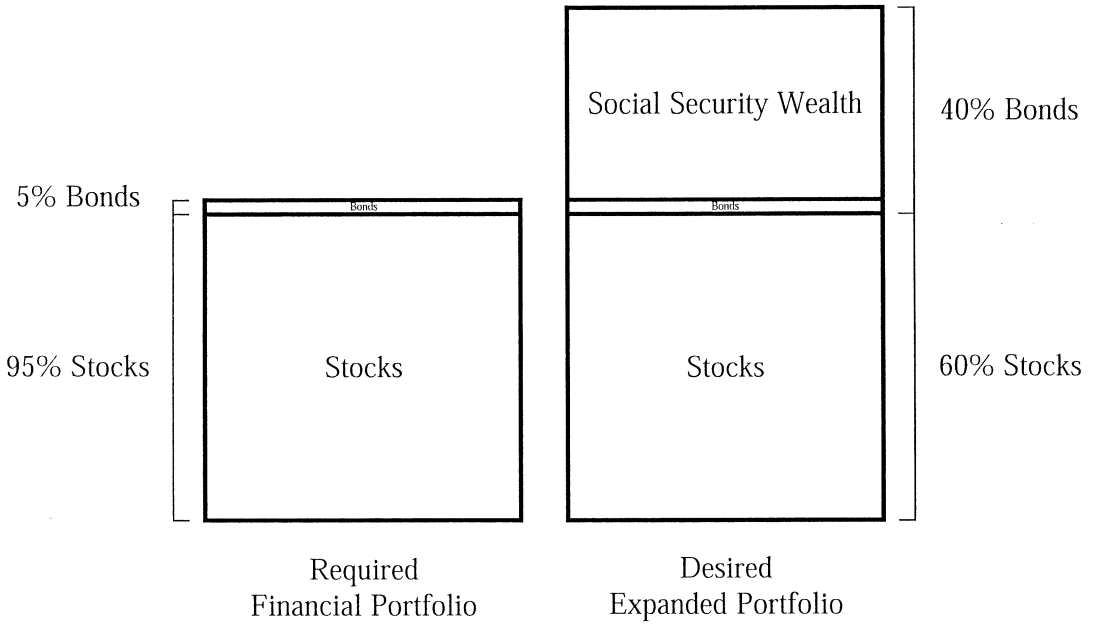 Social Security Wealth
40% Bonds
5% Bonds
Bonds
Bonds
95% Stocks
Stocks
Stocks
60% Stocks
Required
Financial Portfolio
Desired
Expanded Portfolio